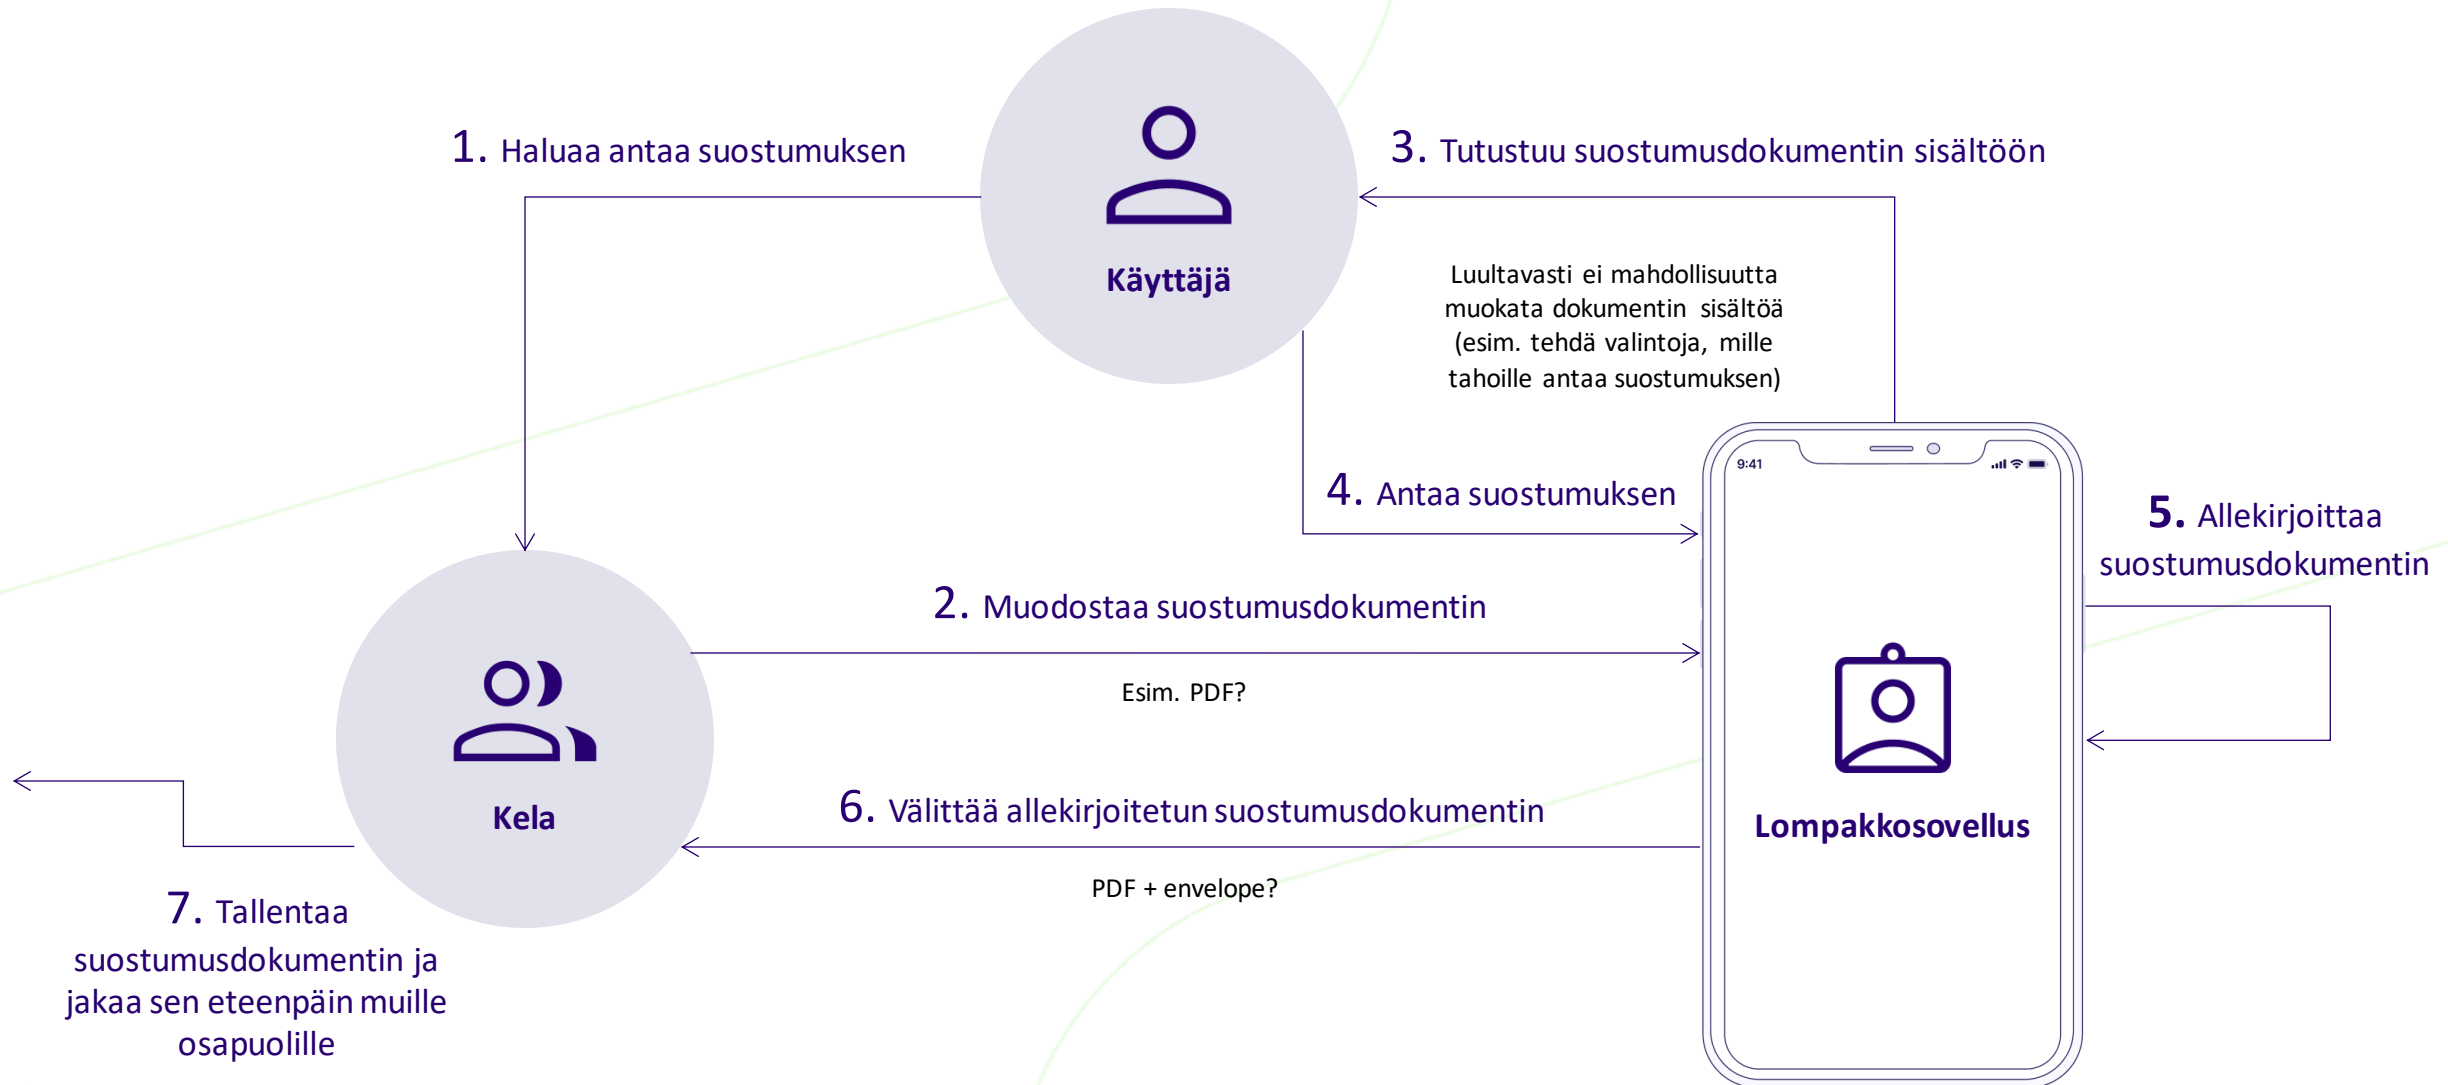 1. Haluaa antaa suostumuksen
3. Tutustuu suostumusdokumentin sisältöön
Käyttäjä
Luultavasti ei mahdollisuutta
muokata dokumentin sisältöä
(esim. tehdä valintoja, mille
tahoille antaa suostumuksen)
9:41
4. Antaa suostumuksen
5. Allekirjoittaa
suostumusdokumentin
2. Muodostaa suostumusdokumentin
Esim. PDF?
Kela
6. Välittää allekirjoitetun suostumusdokumentin
Lompakkosovellus
PDF + envelope?
7. Tallentaa
suostumusdokumentin ja
jakaa sen eteenpäin muille
osapuolille